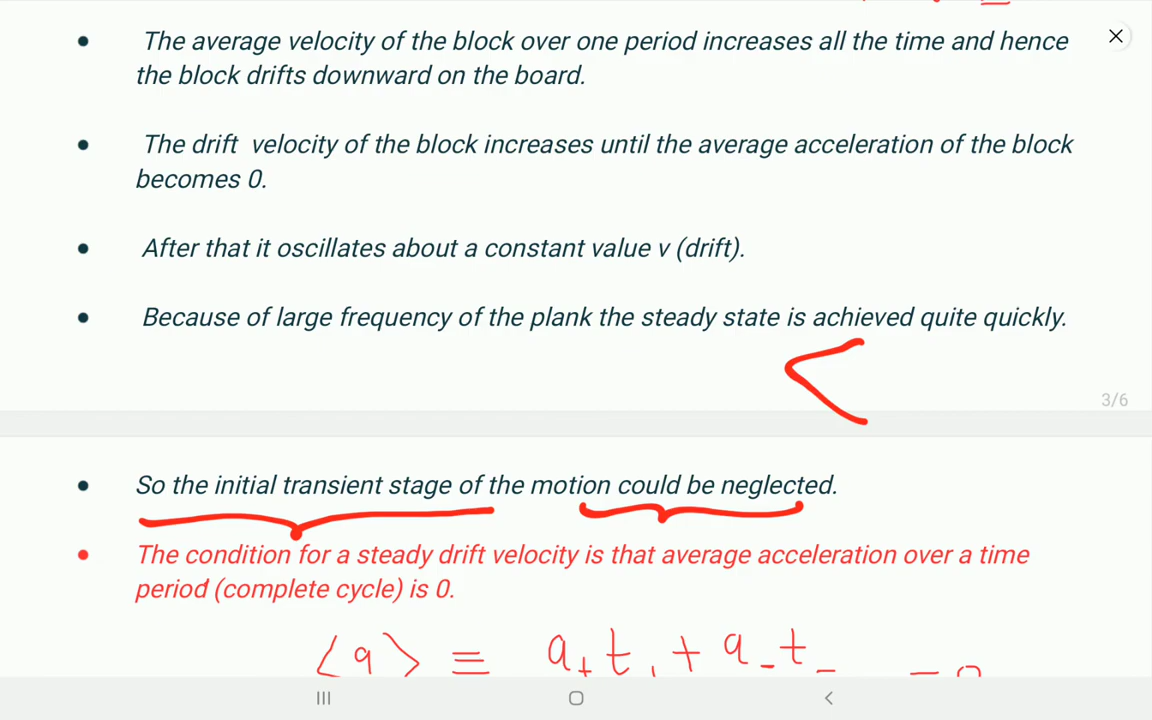 • The average velocity of the block over one period increases all the time and hence
the block drifts downward on the board.
• The drift velocity of the block increases until the average acceleration of the block
becomes 0.
• After that it oscillates about a constant value v (drift).
• Because of large frequency of the plank the steady state is achieved quite quickly.
3/6
• So the initial transient stage of the motion could be neglected.
• The condition for a steady drift velocity is that average acceleration over a time
period (complete cycle) is 0.
⟨a⟩ ≡ a₊t₊ + a₋t₋